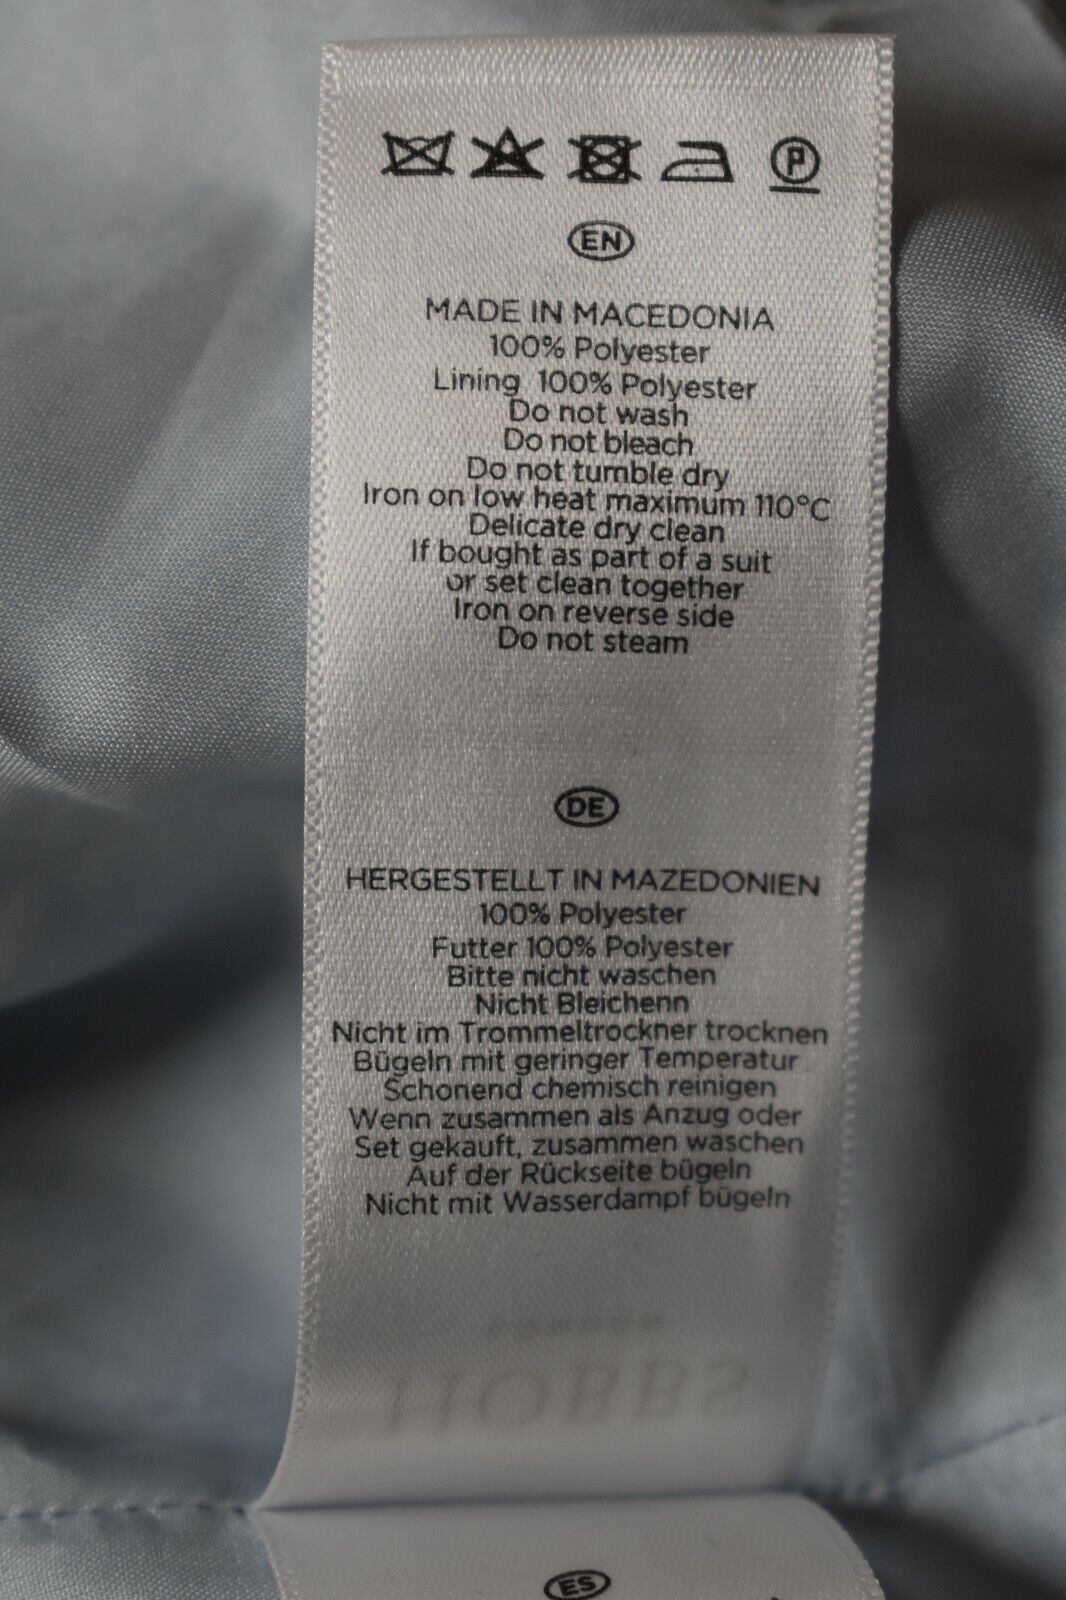 P
EN
MADE IN MACEDONIA
100% Polyester
Lining 100% Polyester
Do not wash
Do not bleach
Do not tumble dry
Iron on low heat maximum 110°C
Delicate dry clean
If bought as part of a suit
or set clean together
Iron on reverse side
Do not steam
DE
HERGESTELLT IN MAZEDONIEN
100% Polyester
Futter 100% Polyester
Bitte nicht waschen
Nicht Bleichenn
Nicht im Trommeltrockner trocknen
Bügeln mit geringer Temperatur
Schonend chemisch reinigen
Wenn zusammen als Anzug oder
Set gekauft, zusammen waschen
Auf der Rückseite bügeln
Nicht mit Wasserdampf bügeln
HOBBS
ES